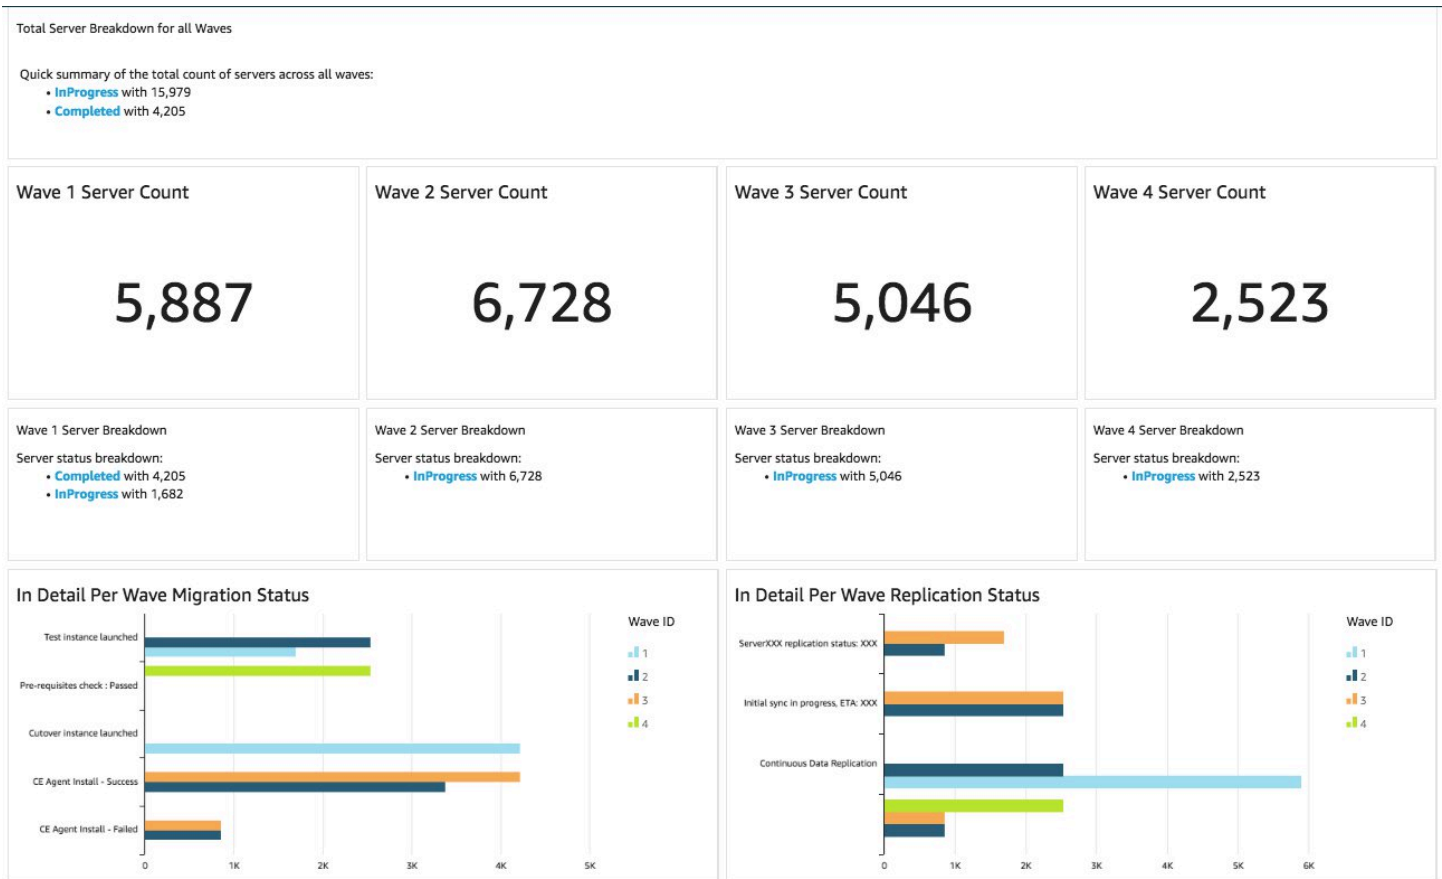 Total Server Breakdown for all Waves
Quick summary of the total count of servers across all waves:
• InProgress with 15,979
• Completed with 4,205
Wave 1 Server Count
5,887
Wave 2 Server Count
6,728
Wave 3 Server Count
5,046
Wave 4 Server Count
2,523
Wave 1 Server Breakdown
Server status breakdown:
• Completed with 4,205
• InProgress with 1,682
Wave 2 Server Breakdown
Server status breakdown:
• InProgress with 6,728
Wave 3 Server Breakdown
Server status breakdown:
• InProgress with 5,046
Wave 4 Server Breakdown
Server status breakdown:
• InProgress with 2,523
In Detail Per Wave Migration Status
Test instance launched
Pre-requisites check : Passed
Cutover instance launched
CE Agent Install - Success
CE Agent Install - Failed
0 1K 2K 3K 4K 5K
Wave ID
1
2
3
4
In Detail Per Wave Replication Status
ServerXXX replication status: XXX
Initial sync in progress, ETA: XXX
Continuous Data Replication
0 1K 2K 3K 4K 5K 6K
Wave ID
1
2
3
4